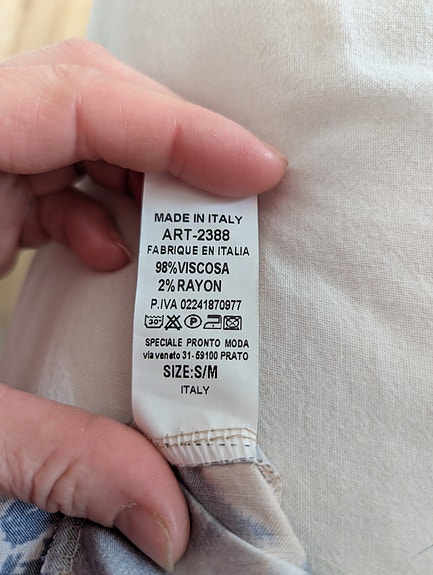 MADE IN ITALY
ART-2388
FABRIQUE EN ITALIA
98%VISCOSA
2%RAYON
P.IVA 02241870977
30° P
SPECIALE PRONTO MODA
via veneto 31-59100 PRATO
SIZE:S/M
ITALY